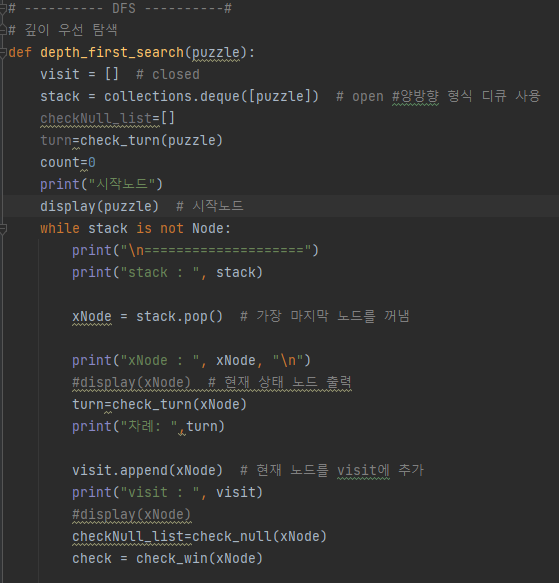 # ---------- DFS ----------#
# 깊이 우선 탐색
def depth_first_search(puzzle):
    visit = []  # closed
    stack = collections.deque([puzzle])  # open #양방향 형식 디큐 사용
    checkNull_list=[]
    turn=check_turn(puzzle)
    count=0
    print("시작노드")
    display(puzzle)  # 시작노드
    while stack is not Node:
        print("\n====================")
        print("stack : ", stack)
        xNode = stack.pop()  # 가장 마지막 노드를 꺼냄
        print("xNode : ", xNode, "\n")
        #display(xNode)  # 현재 상태 노드 출력
        turn=check_turn(xNode)
        print("차례: ",turn)
        visit.append(xNode)  # 현재 노드를 visit에 추가
        print("visit : ", visit)
        #display(xNode)
        checkNull_list=check_null(xNode)
        check = check_win(xNode)